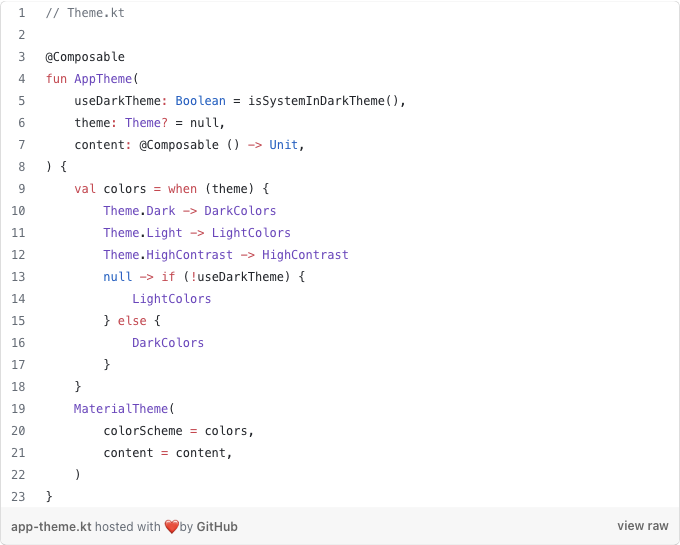 1 // Theme.kt
2
3 @Composable
4 fun AppTheme(
5     useDarkTheme: Boolean = isSystemInDarkTheme(),
6     theme: Theme? = null,
7     content: @Composable () -> Unit,
8 ) {
9     val colors = when (theme) {
10         Theme.Dark -> DarkColors
11         Theme.Light -> LightColors
12         Theme.HighContrast -> HighContrast
13         null -> if (!useDarkTheme) {
14             LightColors
15         } else {
16             DarkColors
17         }
18     }
19     MaterialTheme(
20         colorScheme = colors,
21         content = content,
22     )
23 }
app-theme.kt hosted with ❤ by GitHub view raw